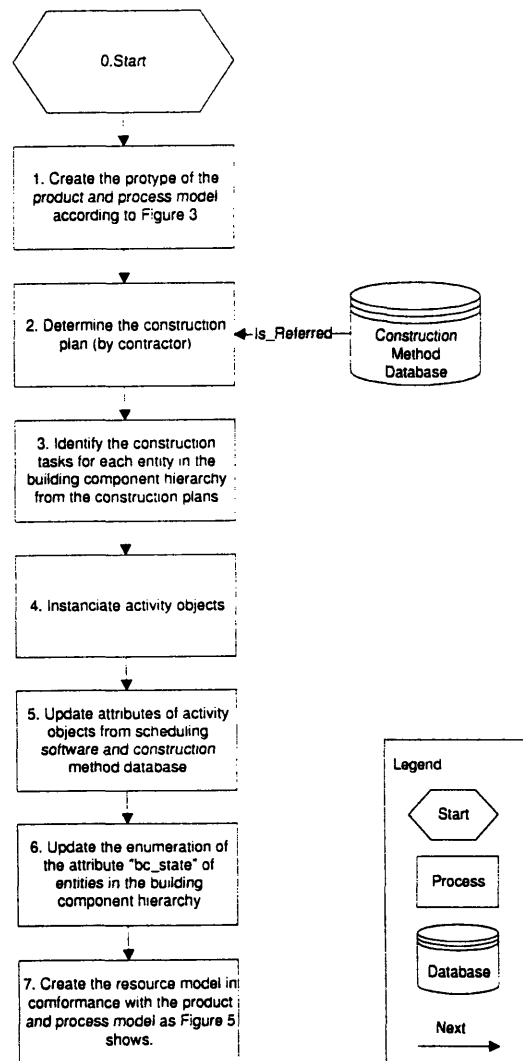 0.Start
1. Create the protype of the
product and process model
according to Figure 3
2. Determine the construction
plan (by contractor)
Is_Referred
Construction
Method
Database
3. Identify the construction
tasks for each entity in the
building component hierarchy
from the construction plans
4. Instanciate activity objects
5. Update attributes of activity
objects from scheduling
software and construction
method database
6. Update the enumeration of
the attribute "bc_state" of
entities in the building
component hierarchy
7. Create the resource model in
comformance with the product
and process model as Figure 5
shows.
Legend
Start
Process
Database
Next